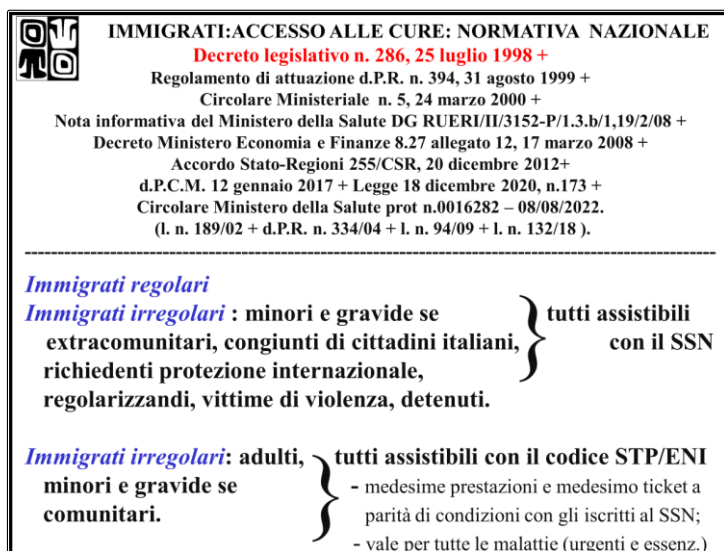 IMMIGRATI:ACCESSO ALLE CURE: NORMATIVA NAZIONALE
Decreto legislativo n. 286, 25 luglio 1998 +
Regolamento di attuazione d.P.R. n. 394, 31 agosto 1999 +
Circolare Ministeriale n. 5, 24 marzo 2000 +
Nota informativa del Ministero della Salute DG RUERI/II/3152-P/1.3.b/1,19/2/08 +
Decreto Ministero Economia e Finanze 8.27 allegato 12, 17 marzo 2008 +
Accordo Stato-Regioni 255/CSR, 20 dicembre 2012+
d.P.C.M. 12 gennaio 2017 + Legge 18 dicembre 2020, n.173 +
Circolare Ministero della Salute prot n.0016282 – 08/08/2022.
(l. n. 189/02 + d.P.R. n. 334/04 + l. n. 94/09 + l. n. 132/18 ).
Immigrati regolari
Immigrati irregolari : minori e gravide se
extracomunitari, congiunti di cittadini italiani,
richiedenti protezione internazionale,
regolarizzandi, vittime di violenza, detenuti.
tutti assistibili
con il SSN
Immigrati irregolari: adulti,
minori e gravide se
comunitari.
tutti assistibili con il codice STP/ENI
- medesime prestazioni e medesimo ticket a
parità di condizioni con gli iscritti al SSN;
- vale per tutte le malattie (urgenti e essenz.)